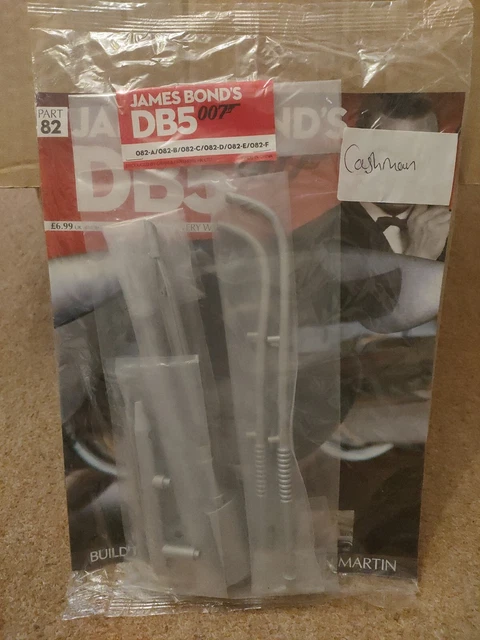 PART
82
JAMES BOND'S
DB5 007
082-A/082-B/082-C/082-D/082-E/082-F
JA ND'S
DB5
Cashman
£6.99
BUILD
MARTIN